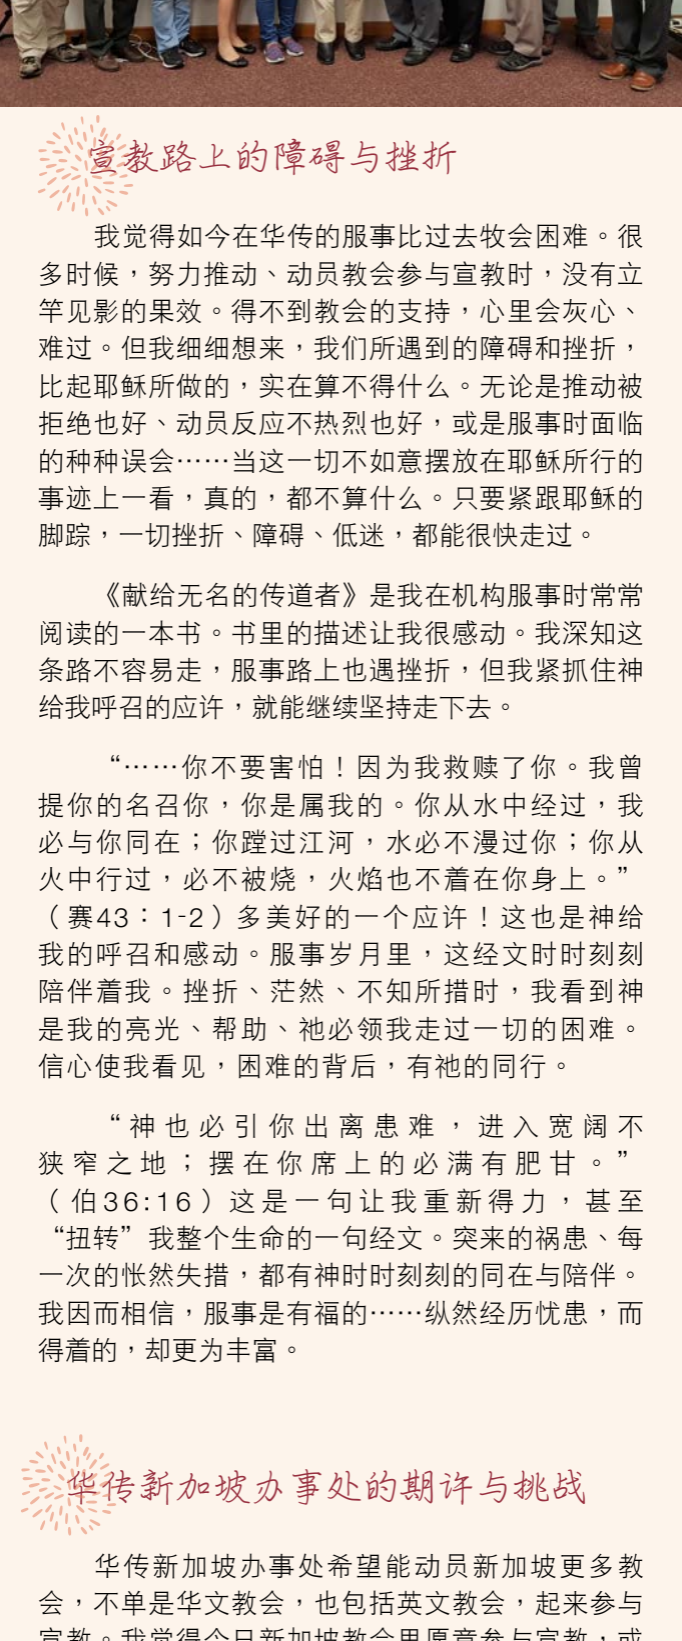 宣教路上的障碍与挫折
我觉得如今在华传的服事比过去牧会困难。很
多时候，努力推动、动员教会参与宣教时，没有立
竿见影的果效。得不到教会的支持，心里会灰心、
难过。但我细细想来，我们所遇到的障碍和挫折，
比起耶稣所做的，实在算不得什么。无论是推动被
拒绝也好、动员反应不热烈也好，或是服事时面临
的种种误会……当这一切不如意摆放在耶稣所行的
事迹上一看，真的，都不算什么。只要紧跟耶稣的
脚踪，一切挫折、障碍、低迷，都能很快走过。
《献给无名的传道者》是我在机构服事时常常
阅读的一本书。书里的描述让我很感动。我深知这
条路不容易走，服事路上也遇挫折，但我紧抓住神
给我呼召的应许，就能继续坚持走下去。
“……你不要害怕！因为我救赎了你。我曾
提你的名召你，你是属我的。你从水中经过，我
必与你同在；你蹚过江河，水必不漫过你；你从
火中行过，必不被烧，火焰也不着在你身上。”
（赛43：1-2）多美好的一个应许！这也是神给
我的呼召和感动。服事岁月里，这经文时时刻刻
陪伴着我。挫折、茫然、不知所措时，我看到神
是我的亮光、帮助、祂必领我走过一切的困难。
信心使我看见，困难的背后，有祂的同行。
“神也必引你出离患难，进入宽阔不
狭窄之地；摆在你席上的必满有肥甘。”
（伯36:16）这是一句让我重新得力，甚至
“扭转”我整个生命的一句经文。突来的祸患、每
一次的怅然失措，都有神时时刻刻的同在与陪伴。
我因而相信，服事是有福的……纵然经历忧患，而
得着的，却更为丰富。
华传新加坡办事处的期许与挑战
华传新加坡办事处希望能动员新加坡更多教
会，不单是华文教会，也包括英文教会，起来参与
宣教。我觉得今日新加坡教会里愿意参与宣教，或